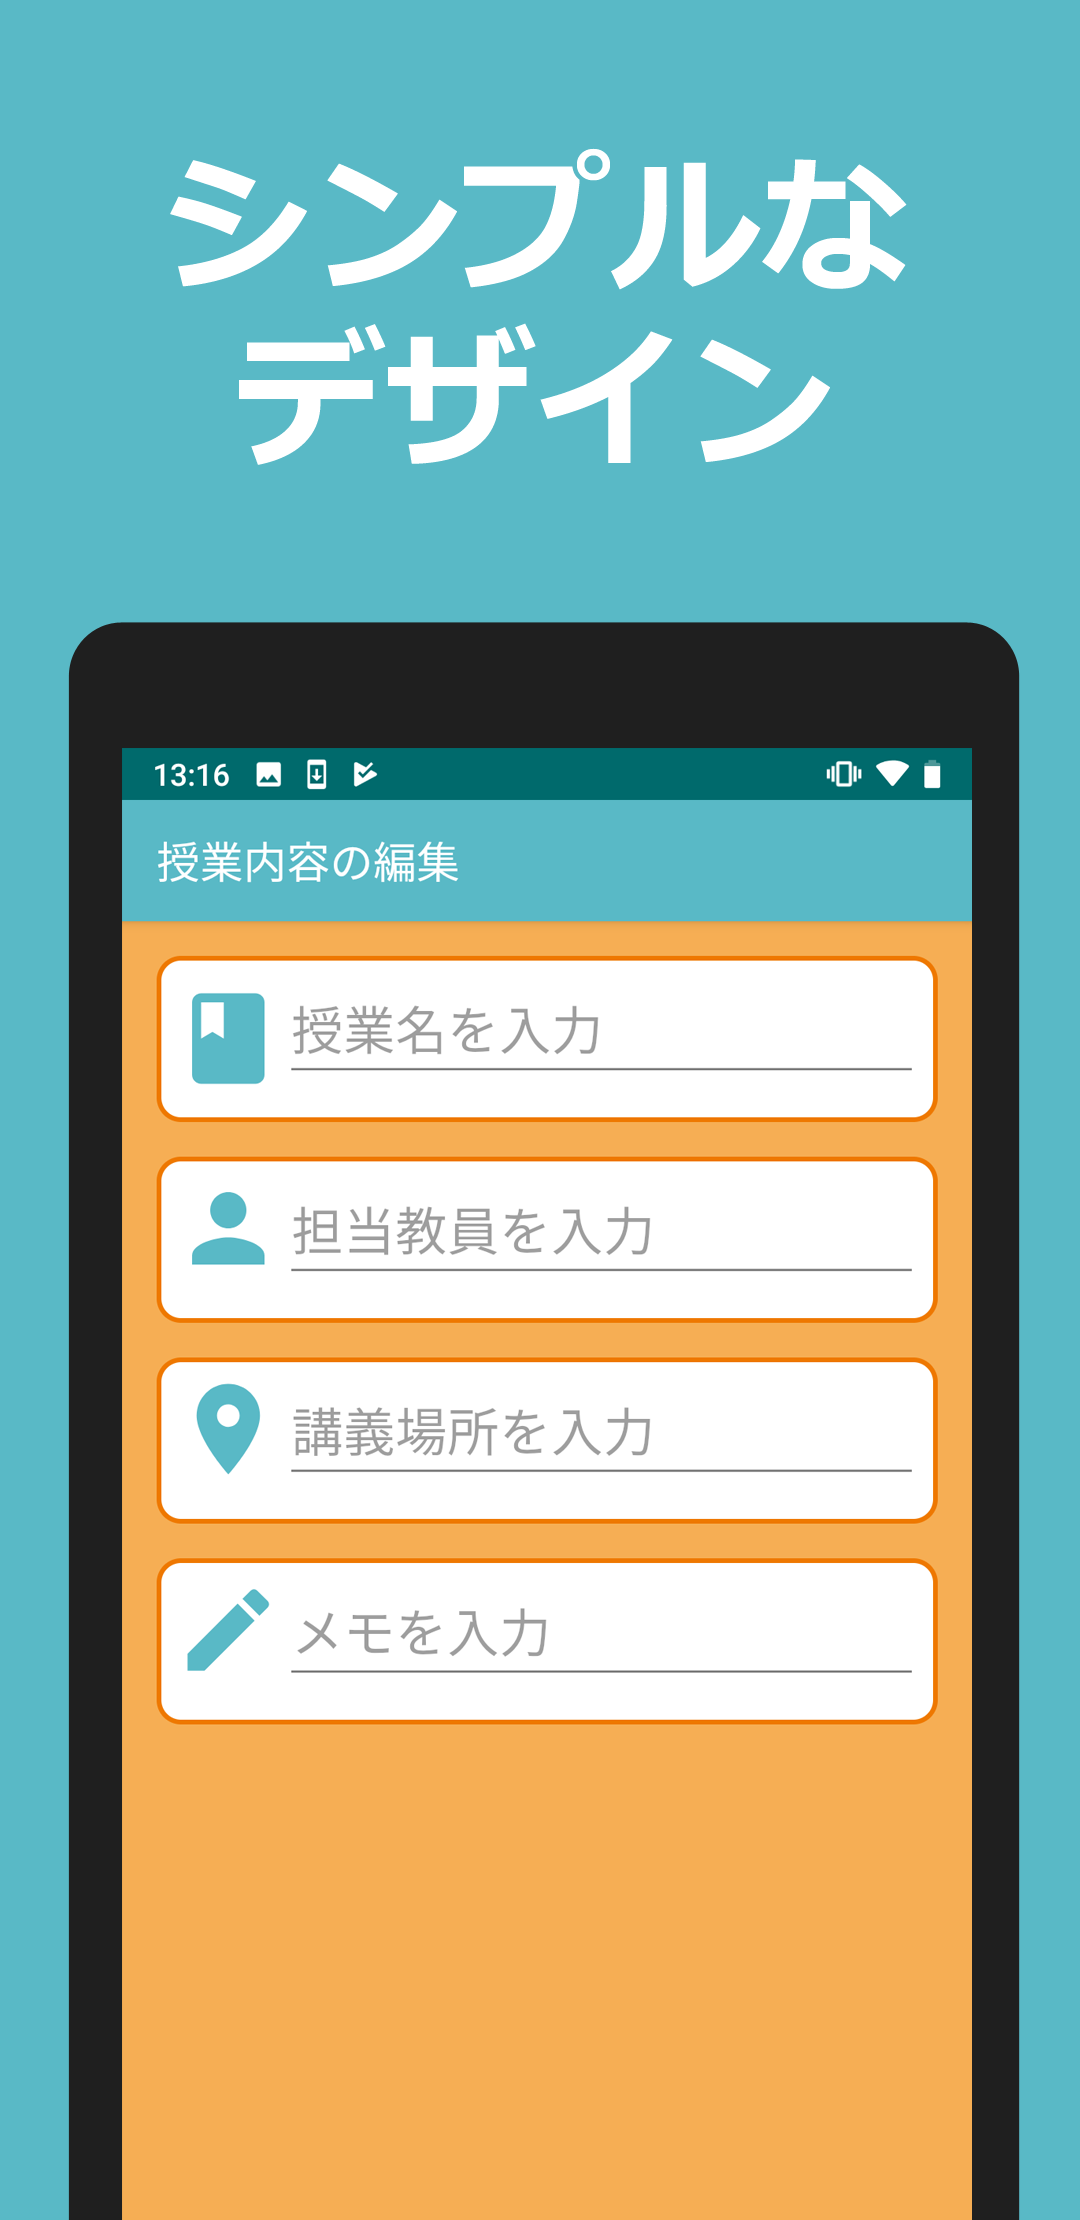 シンプルな
デザイン
13:16
授業内容の編集
授業名を入力
担当教員を入力
講義場所を入力
メモを入力